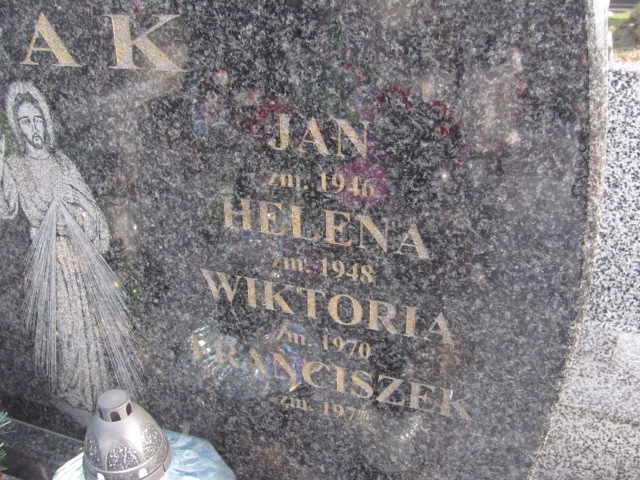 AK
JAN
zm. 1946
HELENA
zm. 1948
WIKTORIA
zm. 1970
FRANCISZEK
zm.